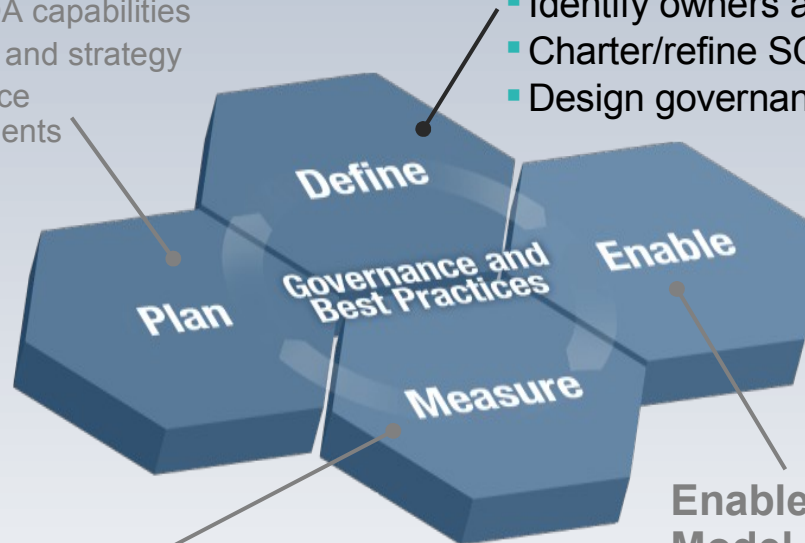 A capabilities
and strategy
ce
ents
Identify owners a
Charter/refine SO
Design governan
Define
Enable
Governance and
Best Practices
Plan
Measure
Enable
Model